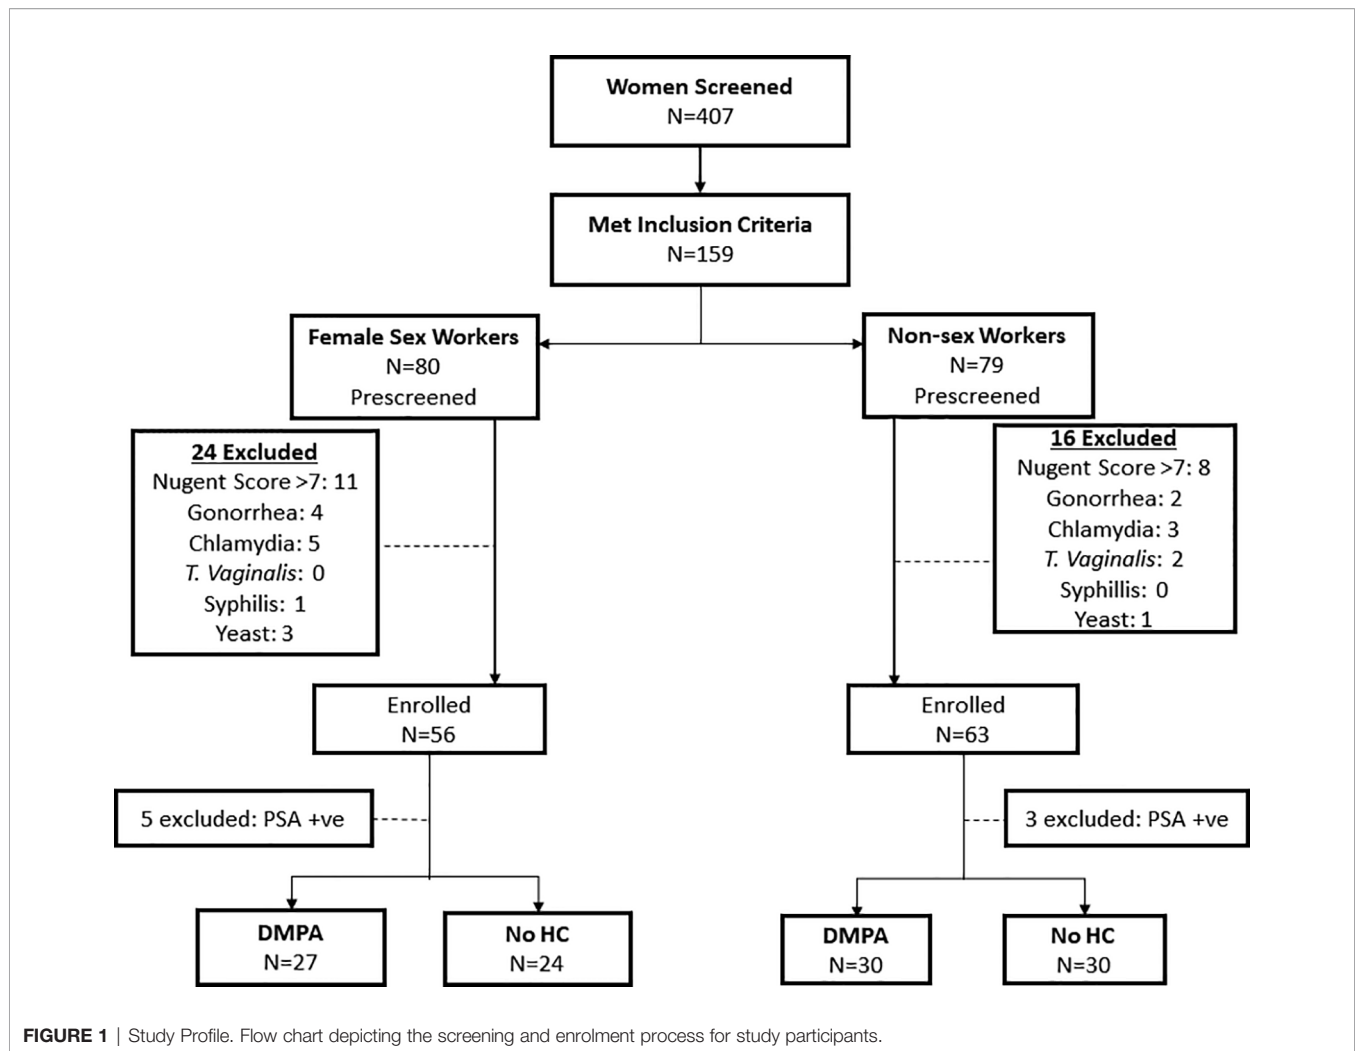 Women Screened
N=407
Met Inclusion Criteria
N=159
Female Sex Workers
N=80
Prescreened
Non-sex Workers
N=79
Prescreened
24 Excluded
Nugent Score >7: 11
Gonorrhea: 4
Chlamydia: 5
T. Vaginalis: 0
Syphilis: 1
Yeast: 3
16 Excluded
Nugent Score >7: 8
Gonorrhea: 2
Chlamydia: 3
T. Vaginalis: 2
Syphillis: 0
Yeast: 1
Enrolled
N=56
Enrolled
N=63
5 excluded: PSA +ve
3 excluded: PSA +ve
DMPA
N=27
No HC
N=24
DMPA
N=30
No HC
N=30
FIGURE 1 | Study Profile. Flow chart depicting the screening and enrolment process for study participants.